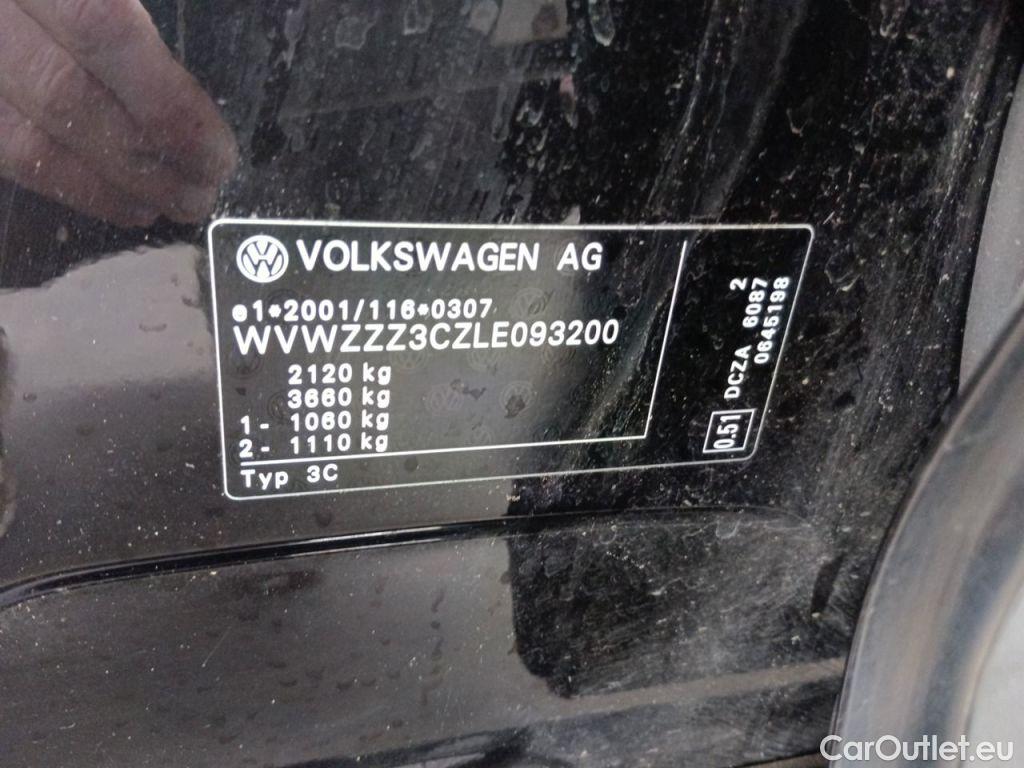 VOLKSWAGEN AG
e1*2001/116*0307
WVWZZZ3CZLE093200
2120 kg
3660 kg
1- 1060 kg
2- 1110 kg
Typ 3C
0.51 DCZA 6087 2
0645198
CarOutlet.eu